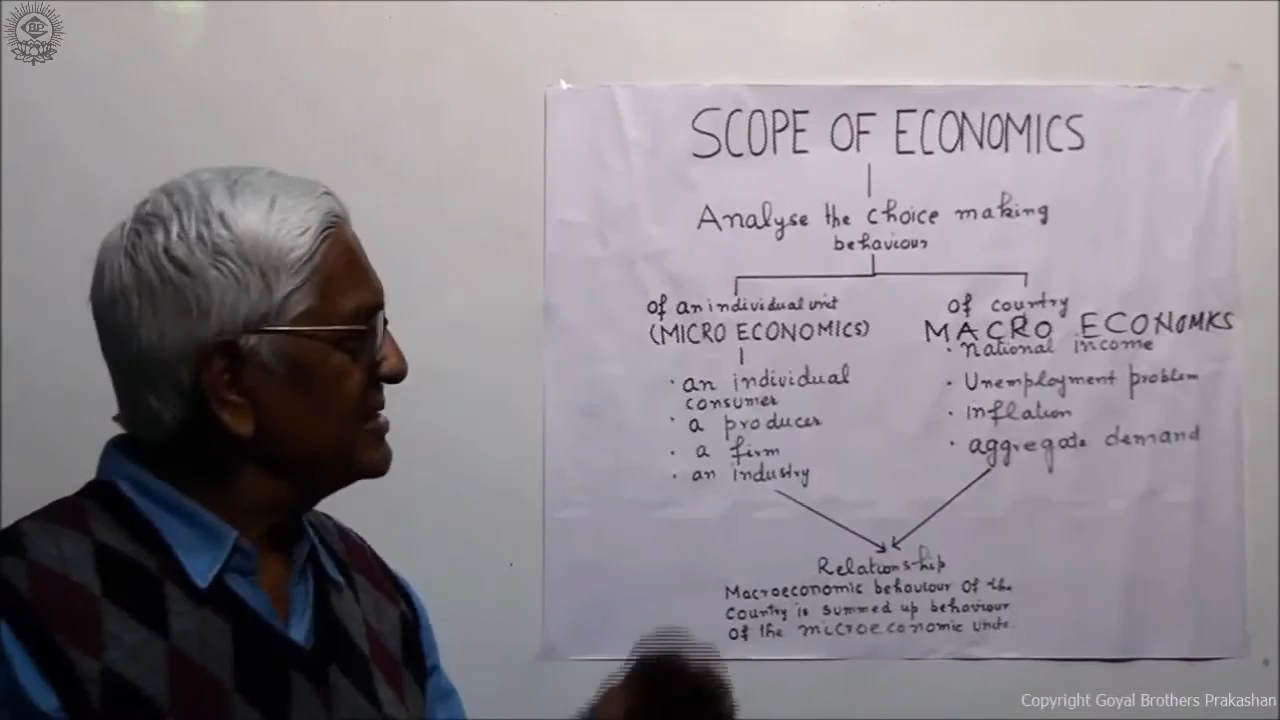 BP
SCOPE OF ECONOMICS
Analyse the choice making
behaviour
of an individual unit
(MICRO ECONOMICS)
· an individual
consumer
· a producer
· a firm
· an industry
of country
MACRO ECONOMKS
· national income
· Unemployment problem
· inflation
· aggregate demand
Relationship
Macroeconomic behaviour of the
country is summed up behaviour
of the microeconomic units.
Copyright Goyal Brothers Prakashan